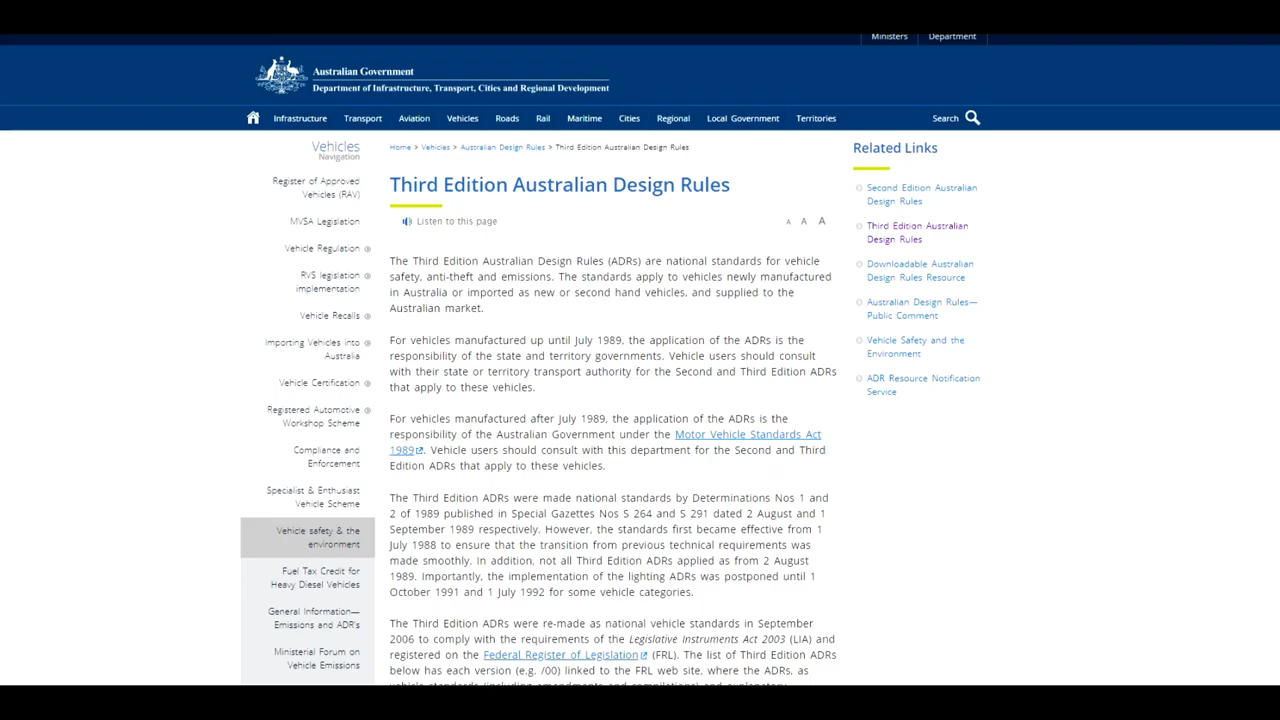 Ministers Department
Australian Government
Department of Infrastructure, Transport, Cities and Regional Development
Infrastructure Transport Aviation Vehicles Roads Rail Maritime Cities Regional Local Government Territories Search
Vehicles
Navigation
Register of Approved
Vehicles (RAV)
MVSA Legislation
Vehicle Regulation
RVS legislation
implementation
Vehicle Recalls
Importing Vehicles into
Australia
Vehicle Certification
Registered Automotive
Workshop Scheme
Compliance and
Enforcement
Specialist & Enthusiast
Vehicle Scheme
Vehicle safety & the
environment
Fuel Tax Credit for
Heavy Diesel Vehicles
General Information—
Emissions and ADR's
Ministerial Forum on
Vehicle Emissions
Home > Vehicles > Australian Design Rules > Third Edition Australian Design Rules
Third Edition Australian Design Rules
Listen to this page A A A
The Third Edition Australian Design Rules (ADRs) are national standards for vehicle
safety, anti-theft and emissions. The standards apply to vehicles newly manufactured
in Australia or imported as new or second hand vehicles, and supplied to the
Australian market.
For vehicles manufactured up until July 1989, the application of the ADRs is the
responsibility of the state and territory governments. Vehicle users should consult
with their state or territory transport authority for the Second and Third Edition ADRs
that apply to these vehicles.
For vehicles manufactured after July 1989, the application of the ADRs is the
responsibility of the Australian Government under the Motor Vehicle Standards Act
1989. Vehicle users should consult with this department for the Second and Third
Edition ADRs that apply to these vehicles.
The Third Edition ADRs were made national standards by Determinations Nos 1 and
2 of 1989 published in Special Gazettes Nos S 264 and S 291 dated 2 August and 1
September 1989 respectively. However, the standards first became effective from 1
July 1988 to ensure that the transition from previous technical requirements was
made smoothly. In addition, not all Third Edition ADRs applied as from 2 August
1989. Importantly, the implementation of the lighting ADRs was postponed until 1
October 1991 and 1 July 1992 for some vehicle categories.
The Third Edition ADRs were re-made as national vehicle standards in September
2006 to comply with the requirements of the Legislative Instruments Act 2003 (LIA) and
registered on the Federal Register of Legislation (FRL). The list of Third Edition ADRs
below has each version (e.g. /00) linked to the FRL web site, where the ADRs, as
vehicle standards (including amendments and compilations) and explanatory
Related Links
Second Edition Australian
Design Rules
Third Edition Australian
Design Rules
Downloadable Australian
Design Rules Resource
Australian Design Rules—
Public Comment
Vehicle Safety and the
Environment
ADR Resource Notification
Service